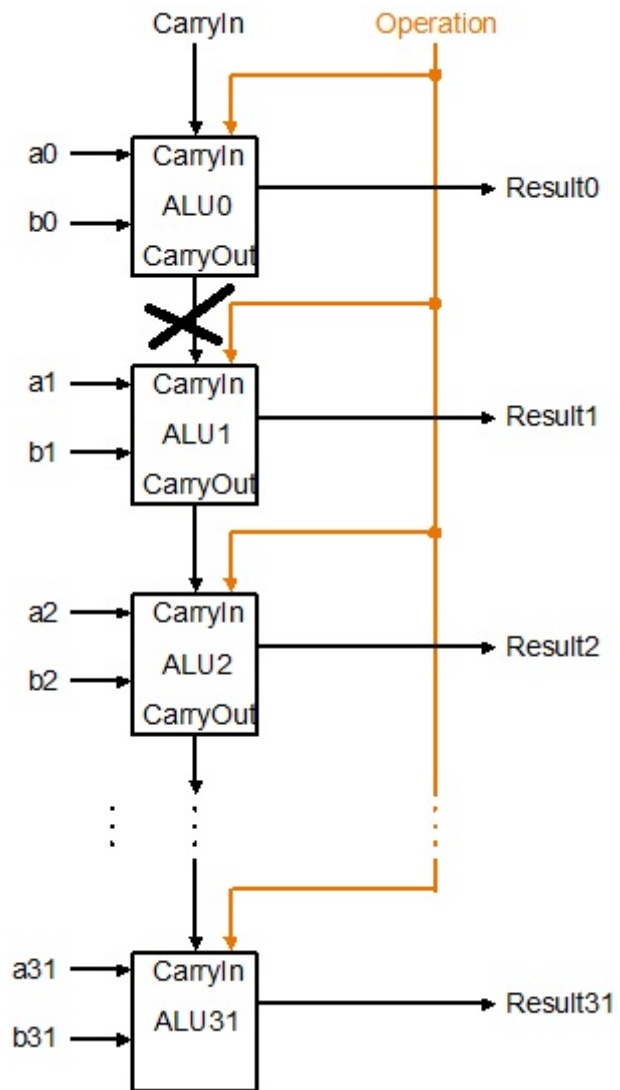 CarryIn Operation
a0 CarryIn
ALU0 Result0
b0
CarryOut
a1 CarryIn
ALU1 Result1
b1
CarryOut
a2 CarryIn
ALU2 Result2
b2
CarryOut
a31 CarryIn
ALU31 Result31
b31